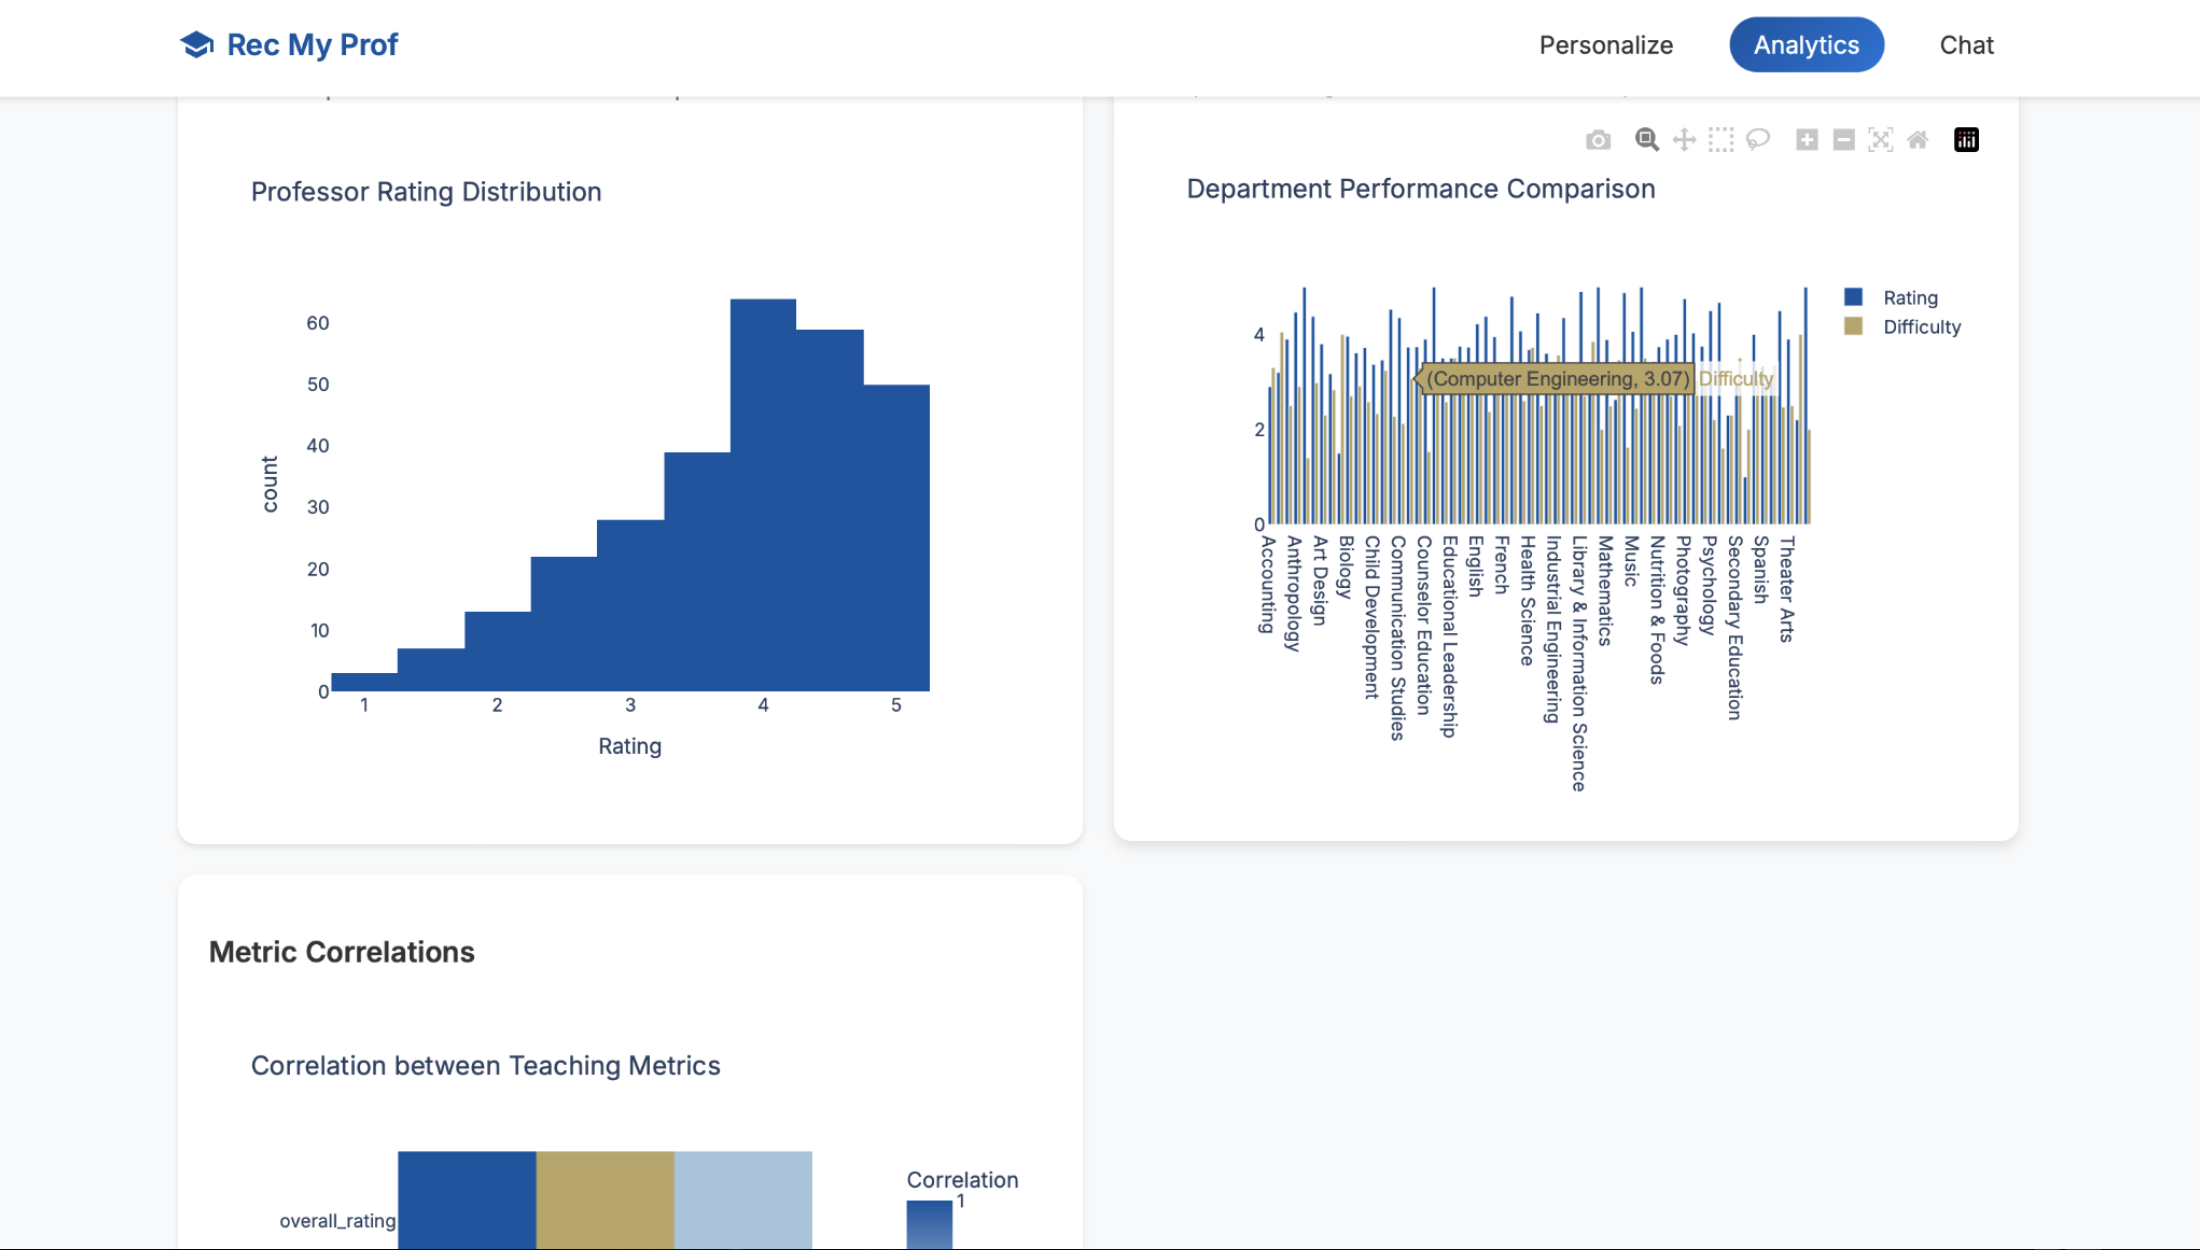 Rec My Prof
Personalize
Analytics
Chat
Professor Rating Distribution
60
50
40
30
20
10
0
count
1 2 3 4 5
Rating
Department Performance Comparison
Rating
Difficulty
4
2
0
(Computer Engineering, 3.07) Difficulty
Accounting
Anthropology
Art Design
Biology
Child Development
Communication Studies
Counselor Education
Educational Leadership
English
French
Health Science
Industrial Engineering
Library & Information Science
Mathematics
Music
Nutrition & Foods
Photography
Psychology
Secondary Education
Spanish
Theater Arts
Metric Correlations
Correlation between Teaching Metrics
Correlation
1
overall_rating